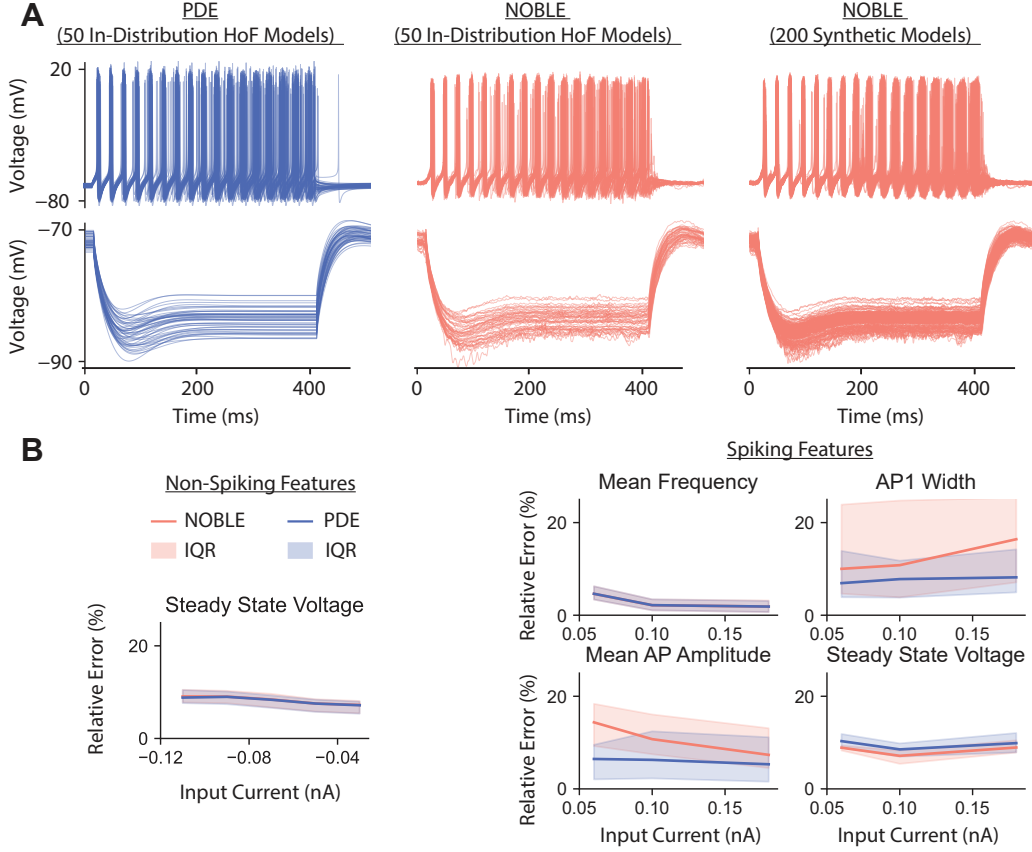 A
PDE
(50 In-Distribution HoF Models)
NOBLE
(50 In-Distribution HoF Models)
NOBLE
(200 Synthetic Models)
Voltage (mV)
20
−80
Voltage (mV)
−70
−90
0
200
400
Time (ms)
0
200
400
Time (ms)
0
200
400
Time (ms)
B
Non-Spiking Features
NOBLE
PDE
IQR
IQR
Steady State Voltage
Relative Error (%)
20
0
−0.12
−0.08
−0.04
Input Current (nA)
Spiking Features
Mean Frequency
Relative Error (%)
20
0
0.05
0.10
0.15
AP1 Width
20
0
0.05
0.10
0.15
Mean AP Amplitude
Relative Error (%)
20
0
0.05
0.10
0.15
Input Current (nA)
Steady State Voltage
20
0
0.05
0.10
0.15
Input Current (nA)